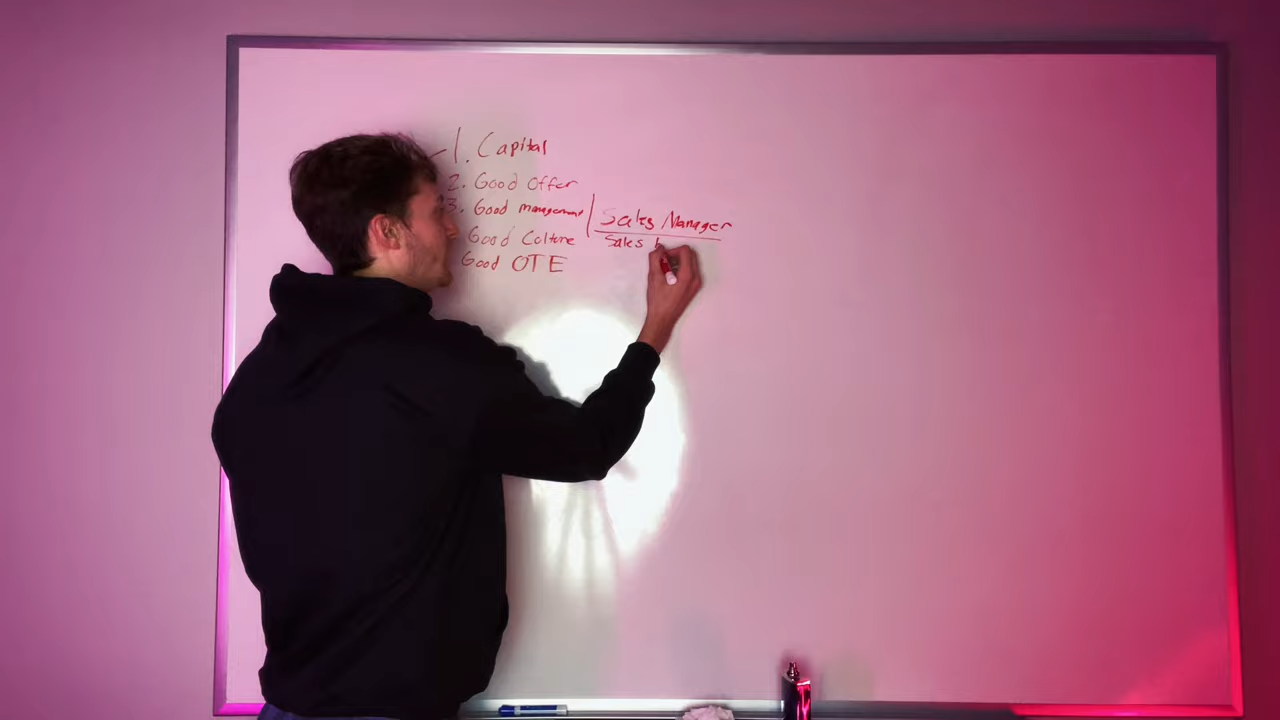 1. Capital
2. Good Offer
3. Good management | Sales Manager
Good Culture Sales
Good OTE